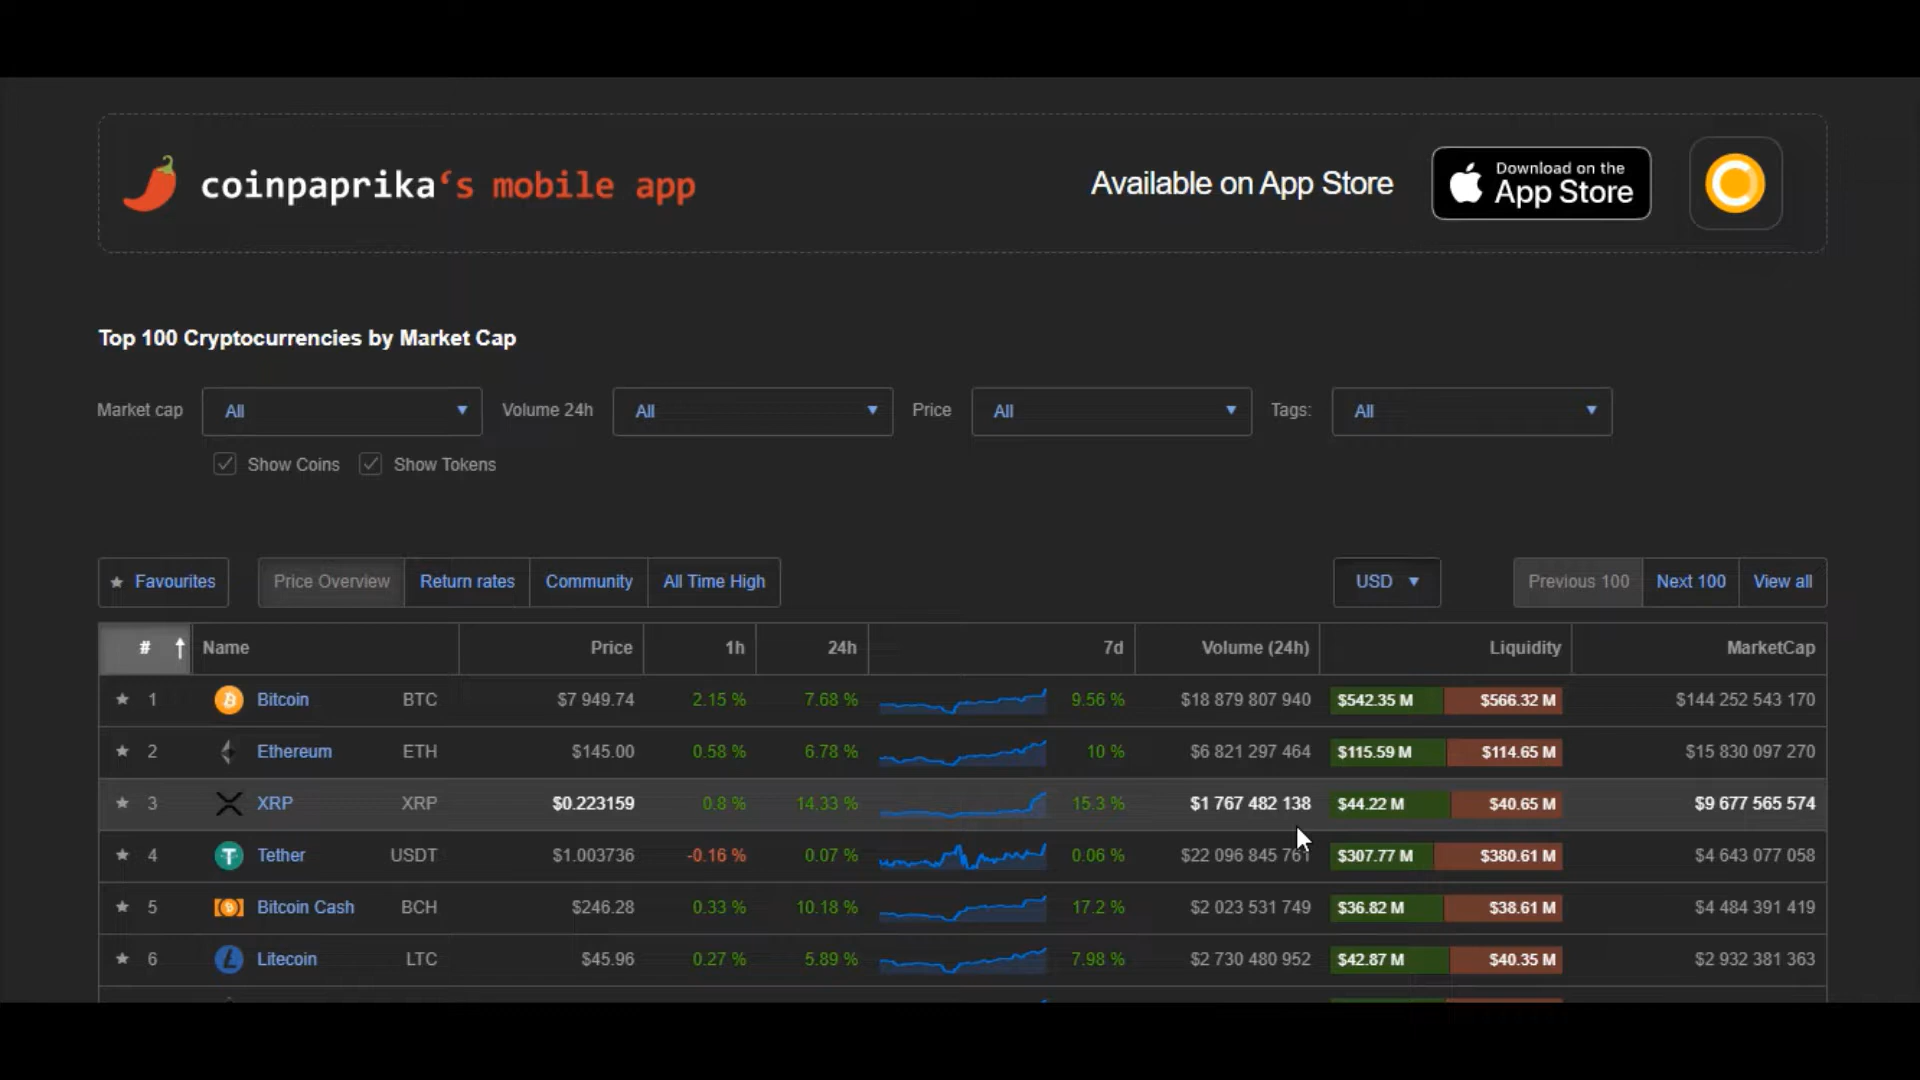 coinpaprika‘s mobile app
Available on App Store
Download on the
App Store
Top 100 Cryptocurrencies by Market Cap
Market cap All Volume 24h All Price All Tags: All
Show Coins Show Tokens
Favourites Price Overview Return rates Community All Time High USD Previous 100 Next 100 View all
# Name Price 1h 24h 7d Volume (24h) Liquidity MarketCap
1 Bitcoin BTC $7 949.74 2.15 % 7.68 % 9.56 % $18 879 807 940 $542.35 M $566.32 M $144 252 543 170
2 Ethereum ETH $145.00 0.58 % 6.78 % 10 % $6 821 297 464 $115.59 M $114.65 M $15 830 097 270
3 XRP XRP $0.223159 0.8 % 14.33 % 15.3 % $1 767 482 138 $44.22 M $40.65 M $9 677 565 574
4 Tether USDT $1.003736 -0.16 % 0.07 % 0.06 % $22 096 845 761 $307.77 M $380.61 M $4 643 077 058
5 Bitcoin Cash BCH $246.28 0.33 % 10.18 % 17.2 % $2 023 531 749 $36.82 M $38.61 M $4 484 391 419
6 Litecoin LTC $45.96 0.27 % 5.89 % 7.98 % $2 730 480 952 $42.87 M $40.35 M $2 932 381 363